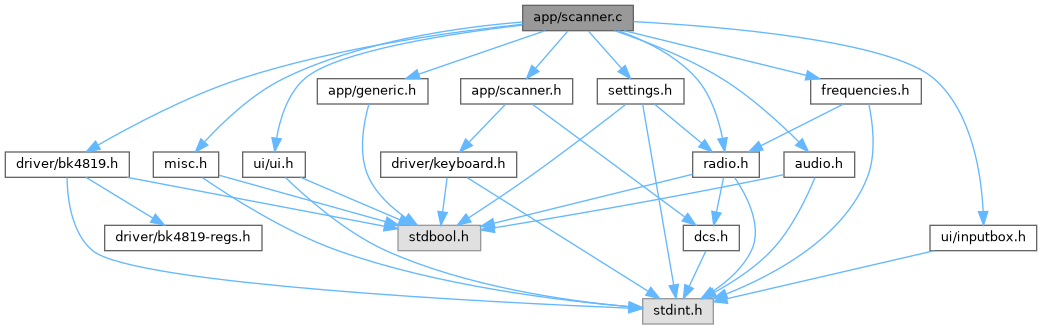 app/scanner.c
app/generic.h
app/scanner.h
settings.h
frequencies.h
driver/bk4819.h
misc.h
ui/ui.h
driver/keyboard.h
radio.h
audio.h
driver/bk4819-regs.h
stdbool.h
dcs.h
ui/inputbox.h
stdint.h